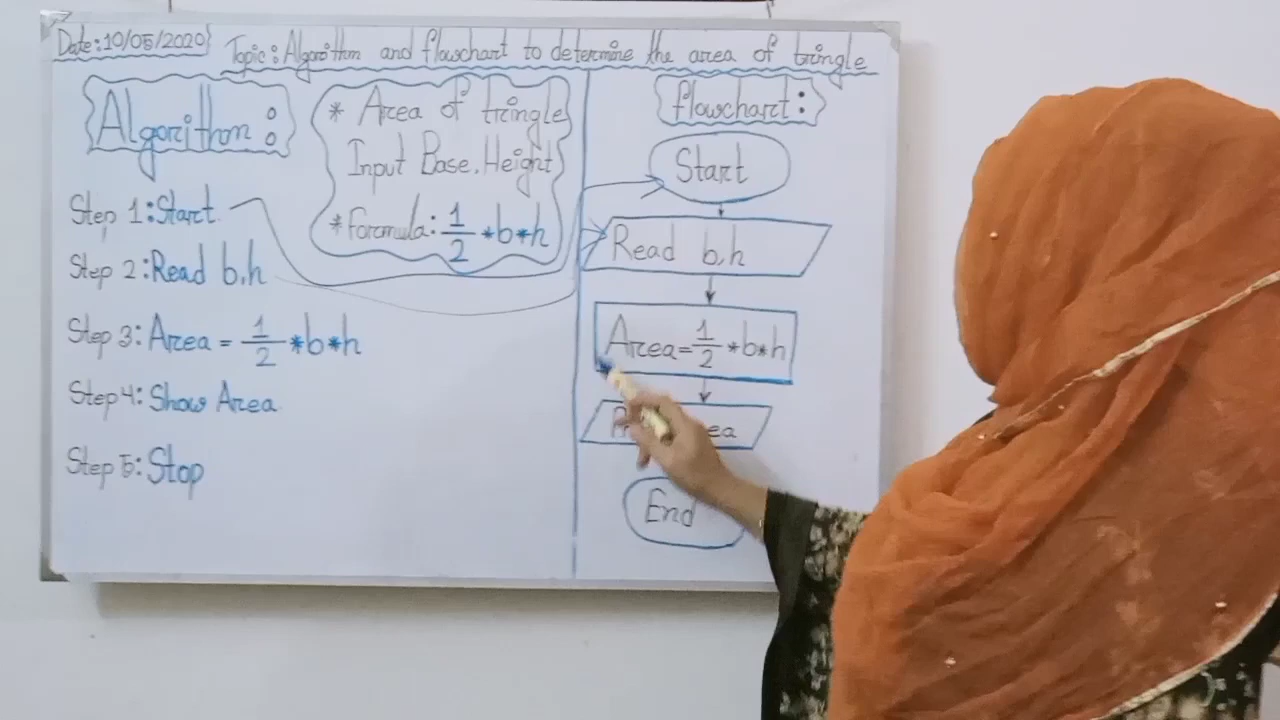 Date: 10/05/2020
Topic: Algorithm and flowchart to determine the area of tringle
Algorithm:
* Area of tringle
Input Base, Height
* Formula: 1/2 *b*h
Step 1: Start.
Step 2: Read b,h
Step 3: Area = 1/2 *b*h
Step 4: Show Area
Step 5: Stop
flowchart:
Start
Read b,h
Area = 1/2 *b*h
End